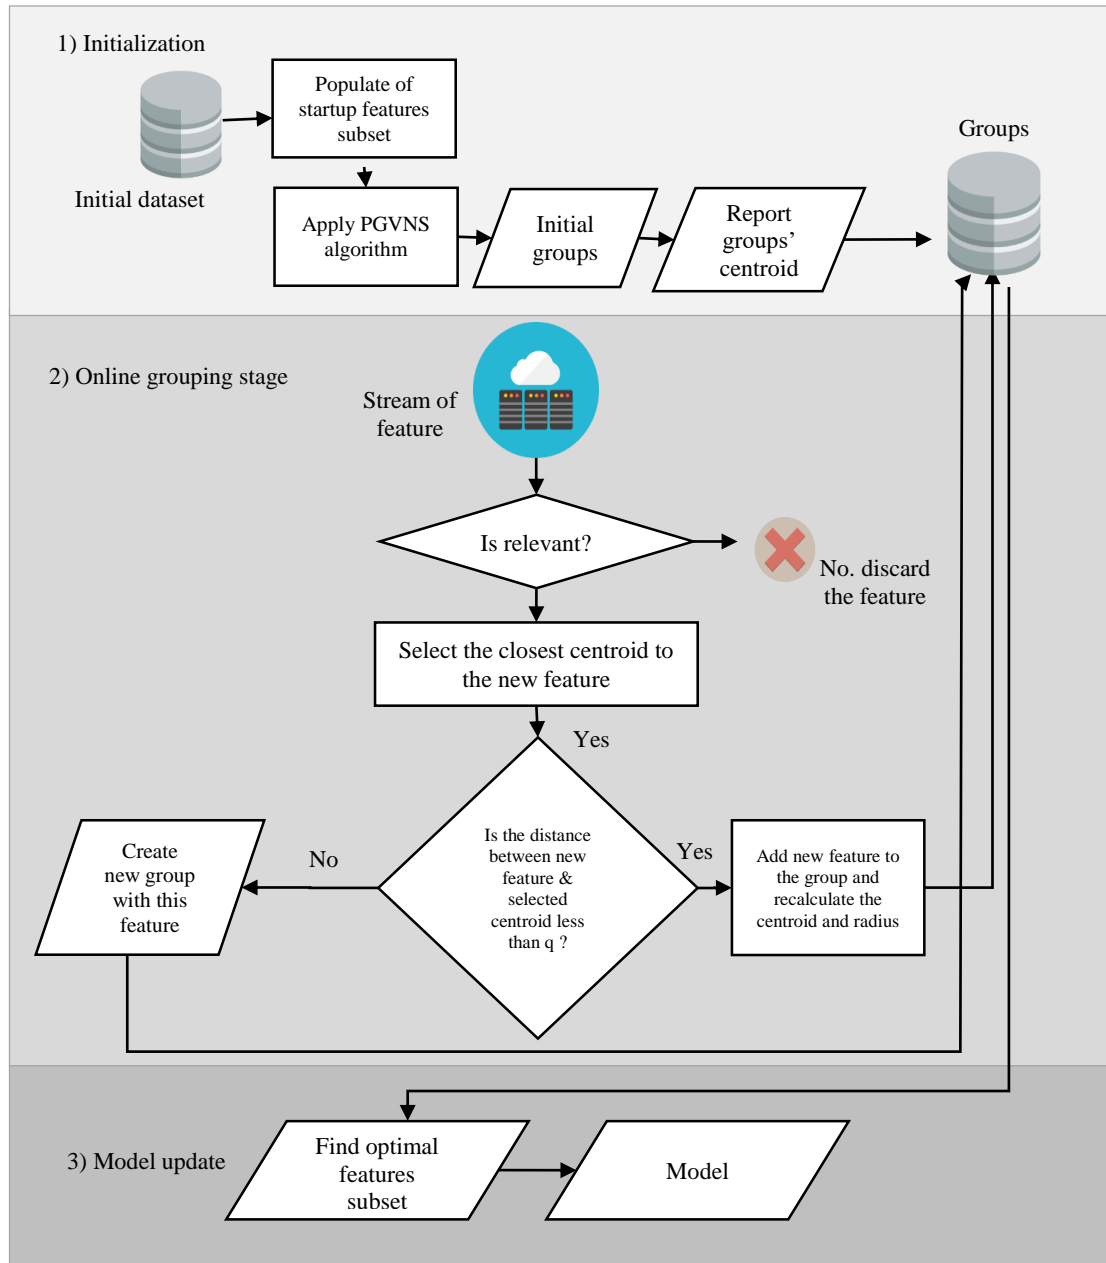 1) Initialization
Populate of
startup features
subset
Groups
Initial dataset
Apply PGVNS
algorithm
Initial
groups
Report
groups’
centroid
2) Online grouping stage
Stream of
feature
Is relevant?
No. discard
the feature
Select the closest centroid to
the new feature
Yes
Is the distance
between new
feature &
selected
centroid less
than q ?
No
Create
new group
with this
feature
Yes
Add new feature to
the group and
recalculate the
centroid and radius
3) Model update
Find optimal
features
subset
Model